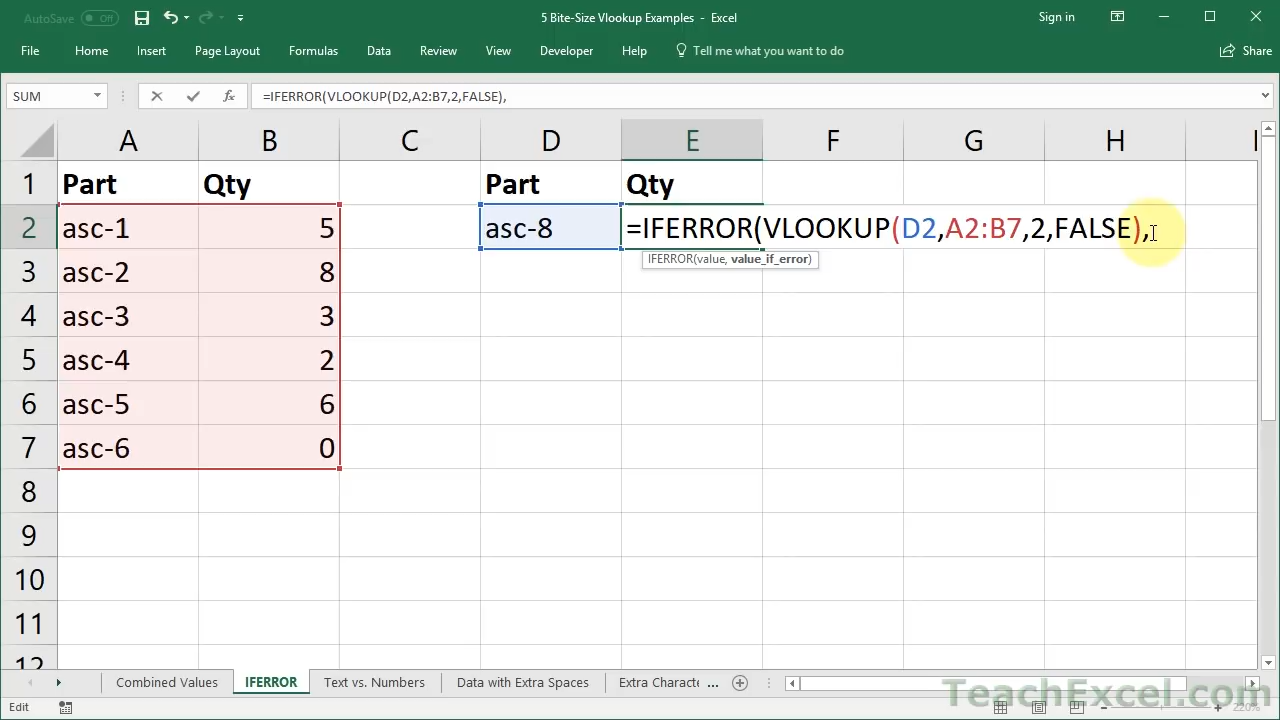 AutoSave Off 5 Bite-Size Vlookup Examples - Excel Sign in
File Home Insert Page Layout Formulas Data Review View Developer Help Tell me what you want to do Share
SUM fx =IFERROR(VLOOKUP(D2,A2:B7,2,FALSE),
A B C D E F G H I
1 Part Qty Part Qty
2 asc-1 5 asc-8 =IFERROR(VLOOKUP(D2,A2:B7,2,FALSE),
IFERROR(value, value_if_error)
3 asc-2 8
4 asc-3 3
5 asc-4 2
6 asc-5 6
7 asc-6 0
8
9
10
11
12
Combined Values IFERROR Text vs. Numbers Data with Extra Spaces Extra Characte ...
TeachExcel.com
Edit 220%